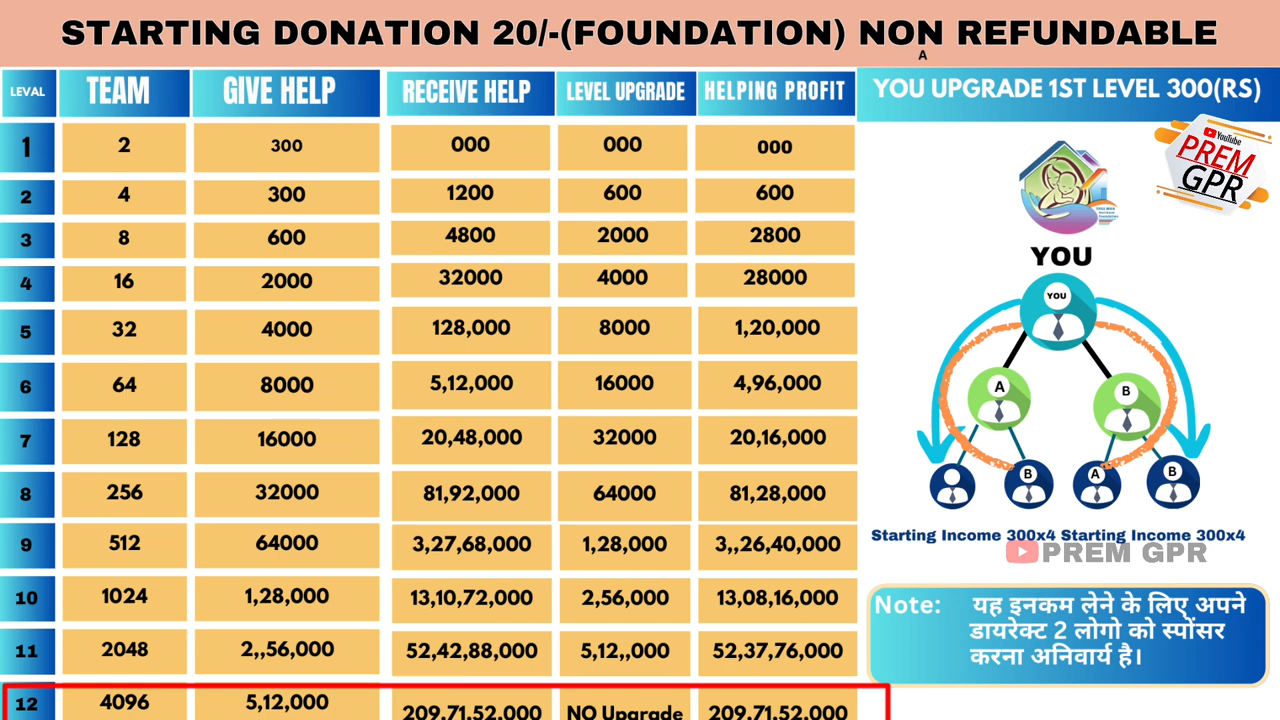 STARTING DONATION 20/-(FOUNDATION) NON REFUNDABLE
A
LEVAL TEAM GIVE HELP RECEIVE HELP LEVEL UPGRADE HELPING PROFIT
1 2 300 000 000 000
2 4 300 1200 600 600
3 8 600 4800 2000 2800
4 16 2000 32000 4000 28000
5 32 4000 128,000 8000 1,20,000
6 64 8000 5,12,000 16000 4,96,000
7 128 16000 20,48,000 32000 20,16,000
8 256 32000 81,92,000 64000 81,28,000
9 512 64000 3,27,68,000 1,28,000 3,,26,40,000
10 1024 1,28,000 13,10,72,000 2,56,000 13,08,16,000
11 2048 2,,56,000 52,42,88,000 5,12,,000 52,37,76,000
12 4096 5,12,000 209,71,52,000 NO Upgrade 209,71,52,000
YOU UPGRADE 1ST LEVEL 300(RS)
YouTube
PREM
GPR
YOU
YOU
A B
B A B
Starting Income 300x4 Starting Income 300x4
PREM GPR
Note: यह इनकम लेने के लिए अपने
डायरेक्ट 2 लोगो को स्पोंसर
करना अनिवार्य है।